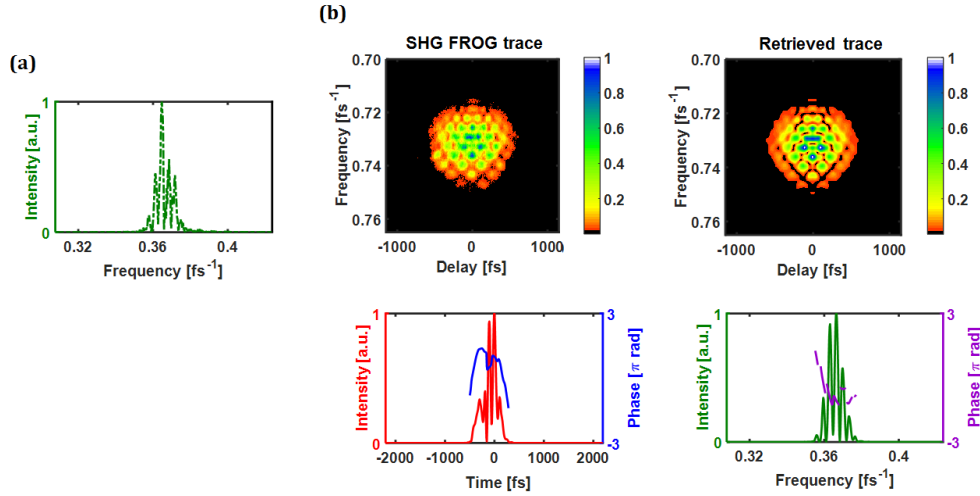 (a)
Intensity [a.u.]
1
0
0.32
0.36
0.4
Frequency [fs-1]
(b)
SHG FROG trace
Frequency [fs-1]
0.70
0.72
0.74
0.76
-1000
0
1000
Delay [fs]
1
0.8
0.6
0.4
0.2
Retrieved trace
Frequency [fs-1]
0.70
0.72
0.74
0.76
-1000
0
1000
Delay [fs]
1
0.8
0.6
0.4
0.2
Intensity [a.u.]
1
0
-2000
-1000
0
1000
2000
Time [fs]
3
-3
Phase [π rad]
Intensity [a.u.]
1
0
0.32
0.36
0.4
Frequency [fs-1]
3
-3
Phase [π rad]